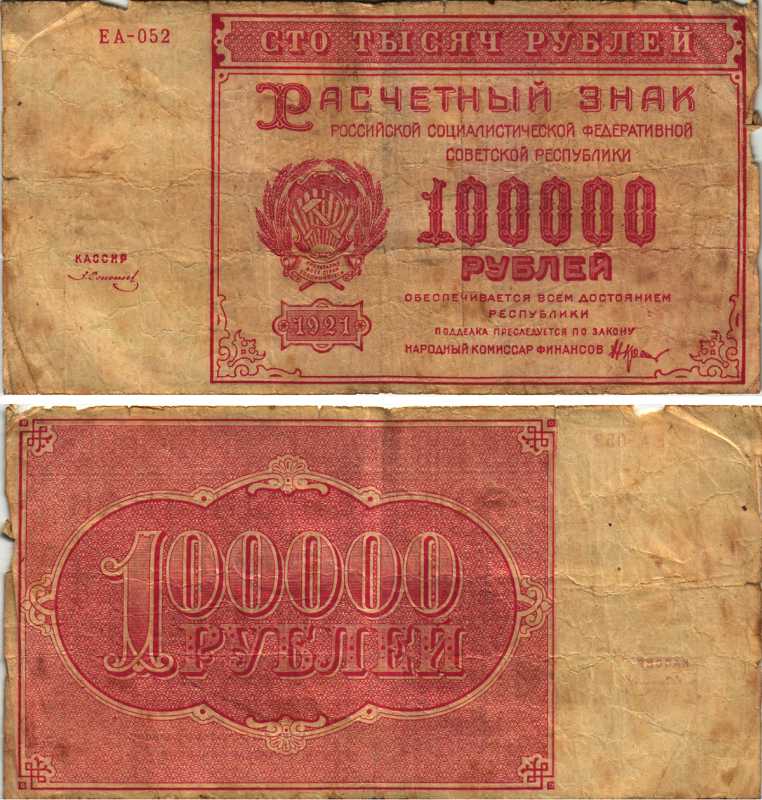 ЕА-052
СТО ТЫСЯЧ РУБЛЕЙ
РАСЧЕТНЫЙ ЗНАК
РОССИЙСКОЙ СОЦИАЛИСТИЧЕСКОЙ ФЕДЕРАТИВНОЙ
СОВЕТСКОЙ РЕСПУБЛИКИ
100000
РУБЛЕЙ
КАССИР
1921
ОБЕСПЕЧИВАЕТСЯ ВСЕМ ДОСТОЯНИЕМ
РЕСПУБЛИКИ
ПОДДЕЛКА ПРЕСЛЕДУЕТСЯ ПО ЗАКОНУ
НАРОДНЫЙ КОМИССАР ФИНАНСОВ
100000
РУБЛЕЙ